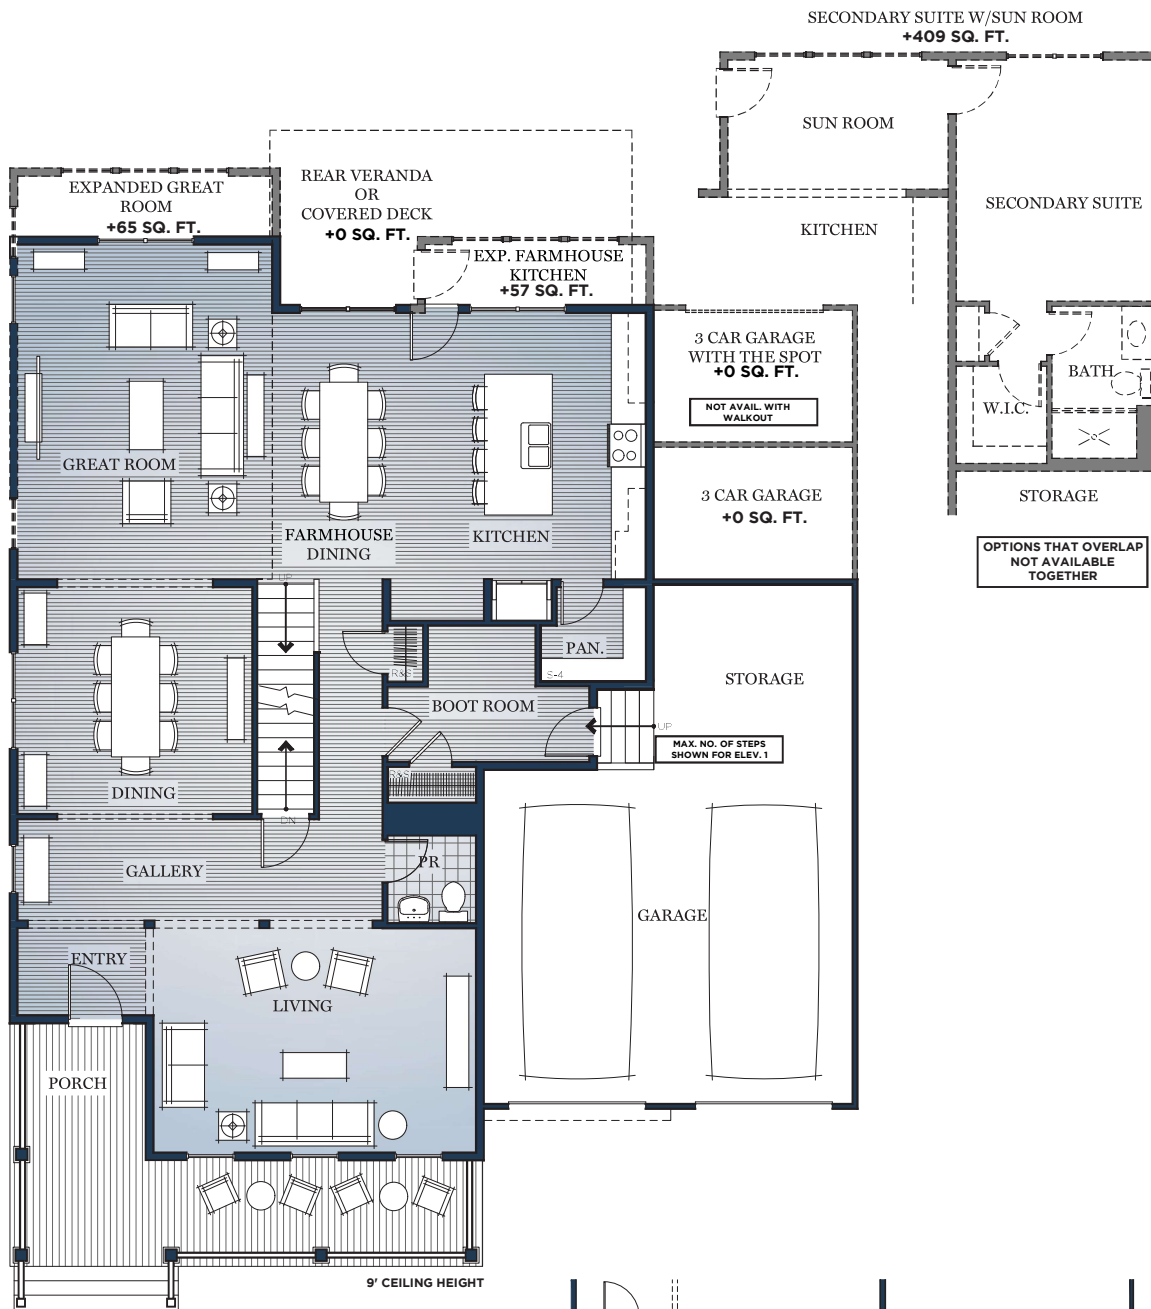 SECONDARY SUITE W/SUN ROOM
+409 SQ. FT.
SUN ROOM
SECONDARY SUITE
KITCHEN
BATH
W.I.C.
STORAGE
OPTIONS THAT OVERLAP
NOT AVAILABLE
TOGETHER
EXPANDED GREAT
ROOM
+65 SQ. FT.
REAR VERANDA
OR
COVERED DECK
+0 SQ. FT.
EXP. FARMHOUSE
KITCHEN
+57 SQ. FT.
3 CAR GARAGE
WITH THE SPOT
+0 SQ. FT.
NOT AVAIL. WITH
WALKOUT
3 CAR GARAGE
+0 SQ. FT.
GREAT ROOM
FARMHOUSE
DINING
KITCHEN
UP
PAN.
R&S
S-4
STORAGE
BOOT ROOM
UP
MAX. NO. OF STEPS
SHOWN FOR ELEV. 1
R&S
DINING
DN
GALLERY
PR
GARAGE
ENTRY
LIVING
PORCH
9' CEILING HEIGHT